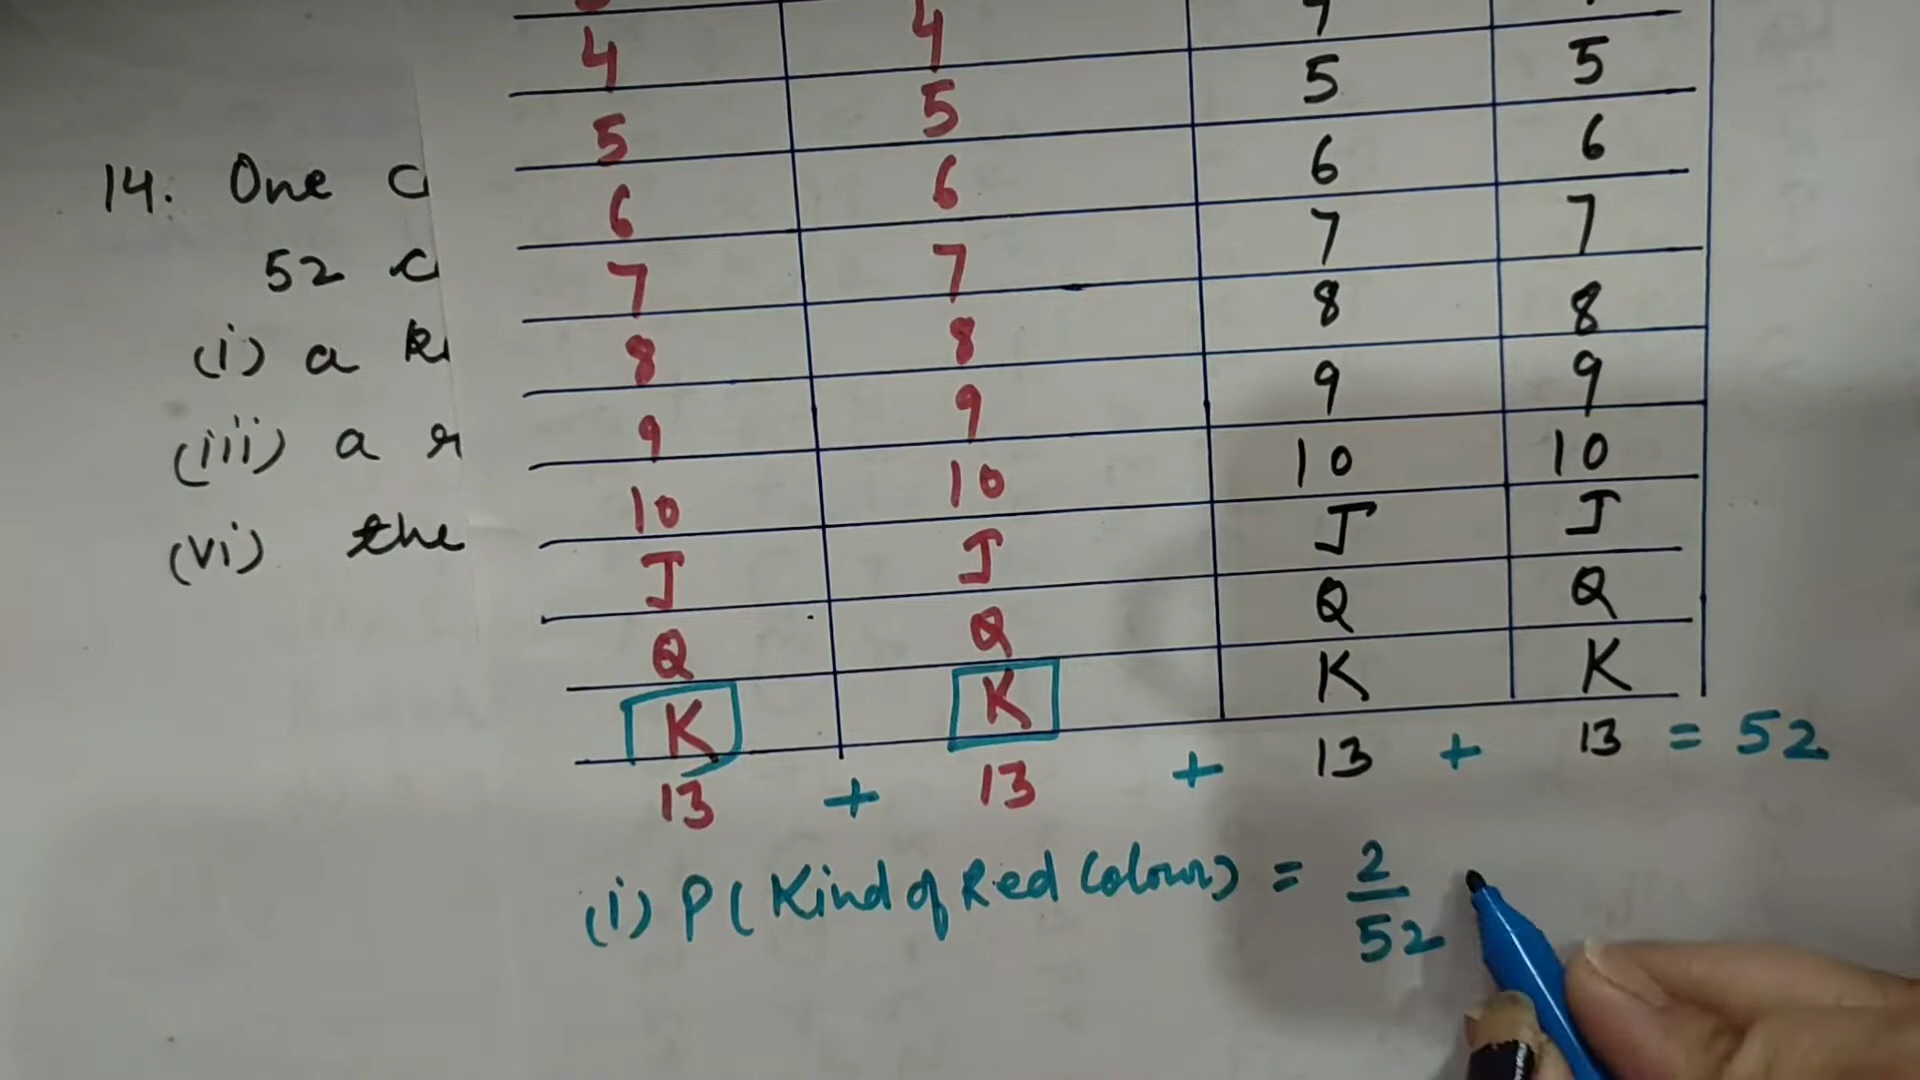 4 4
5 5 5 5
14. One 6 6 6 6
52 7 7 7 7
(i) a 8 8 8 8
(iii) a 9 9 9 9
10 10 10 10
(vi) the J J J J
Q Q Q Q
K K K K
13 + 13 + 13 + 13 = 52
(i) P( Kind of Red Colour) = 2/52